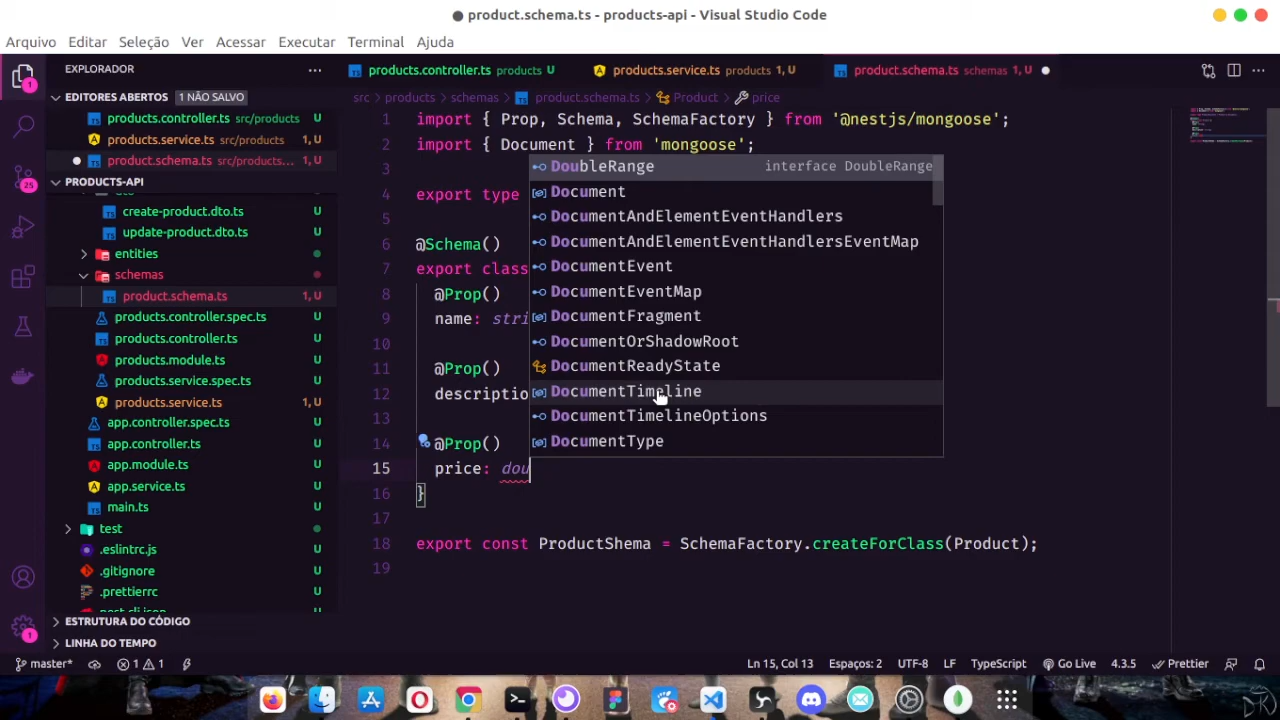 product.schema.ts - products-api - Visual Studio Code
Arquivo Editar Seleção Ver Acessar Executar Terminal Ajuda
EXPLORADOR
EDITORES ABERTOS 1 NÃO SALVO
products.controller.ts src/products
products.service.ts src/products
product.schema.ts src/products...
PRODUCTS-API
create-product.dto.ts U
update-product.dto.ts U
entities
schemas
product.schema.ts 1, U
products.controller.spec.ts U
products.controller.ts U
products.module.ts U
products.service.spec.ts U
products.service.ts 1, U
app.controller.spec.ts U
app.controller.ts U
app.module.ts U
app.service.ts U
main.ts U
test
.eslintrc.js U
.gitignore U
.prettierrc U
ESTRUTURA DO CÓDIGO
LINHA DO TEMPO
1
25
1
products.controller.ts products U
products.service.ts products 1, U
product.schema.ts schemas 1, U
src > products > schemas > product.schema.ts > Product > price
1 import { Prop, Schema, SchemaFactory } from '@nestjs/mongoose';
2 import { Document } from 'mongoose';
3
4 export type
5
6 @Schema()
7 export class
8 @Prop()
9 name: stri
10
11 @Prop()
12 descriptio
13
14 @Prop()
15 price: dou
16 }
17
18 export const ProductShema = SchemaFactory.createForClass(Product);
19
DoubleRange interface DoubleRange
Document
DocumentAndElementEventHandlers
DocumentAndElementEventHandlersEventMap
DocumentEvent
DocumentEventMap
DocumentFragment
DocumentOrShadowRoot
DocumentReadyState
DocumentTimeline
DocumentTimelineOptions
DocumentType
master* 1 1 Ln 15, Col 13 Espaços: 2 UTF-8 LF TypeScript Go Live 4.3.5 Prettier